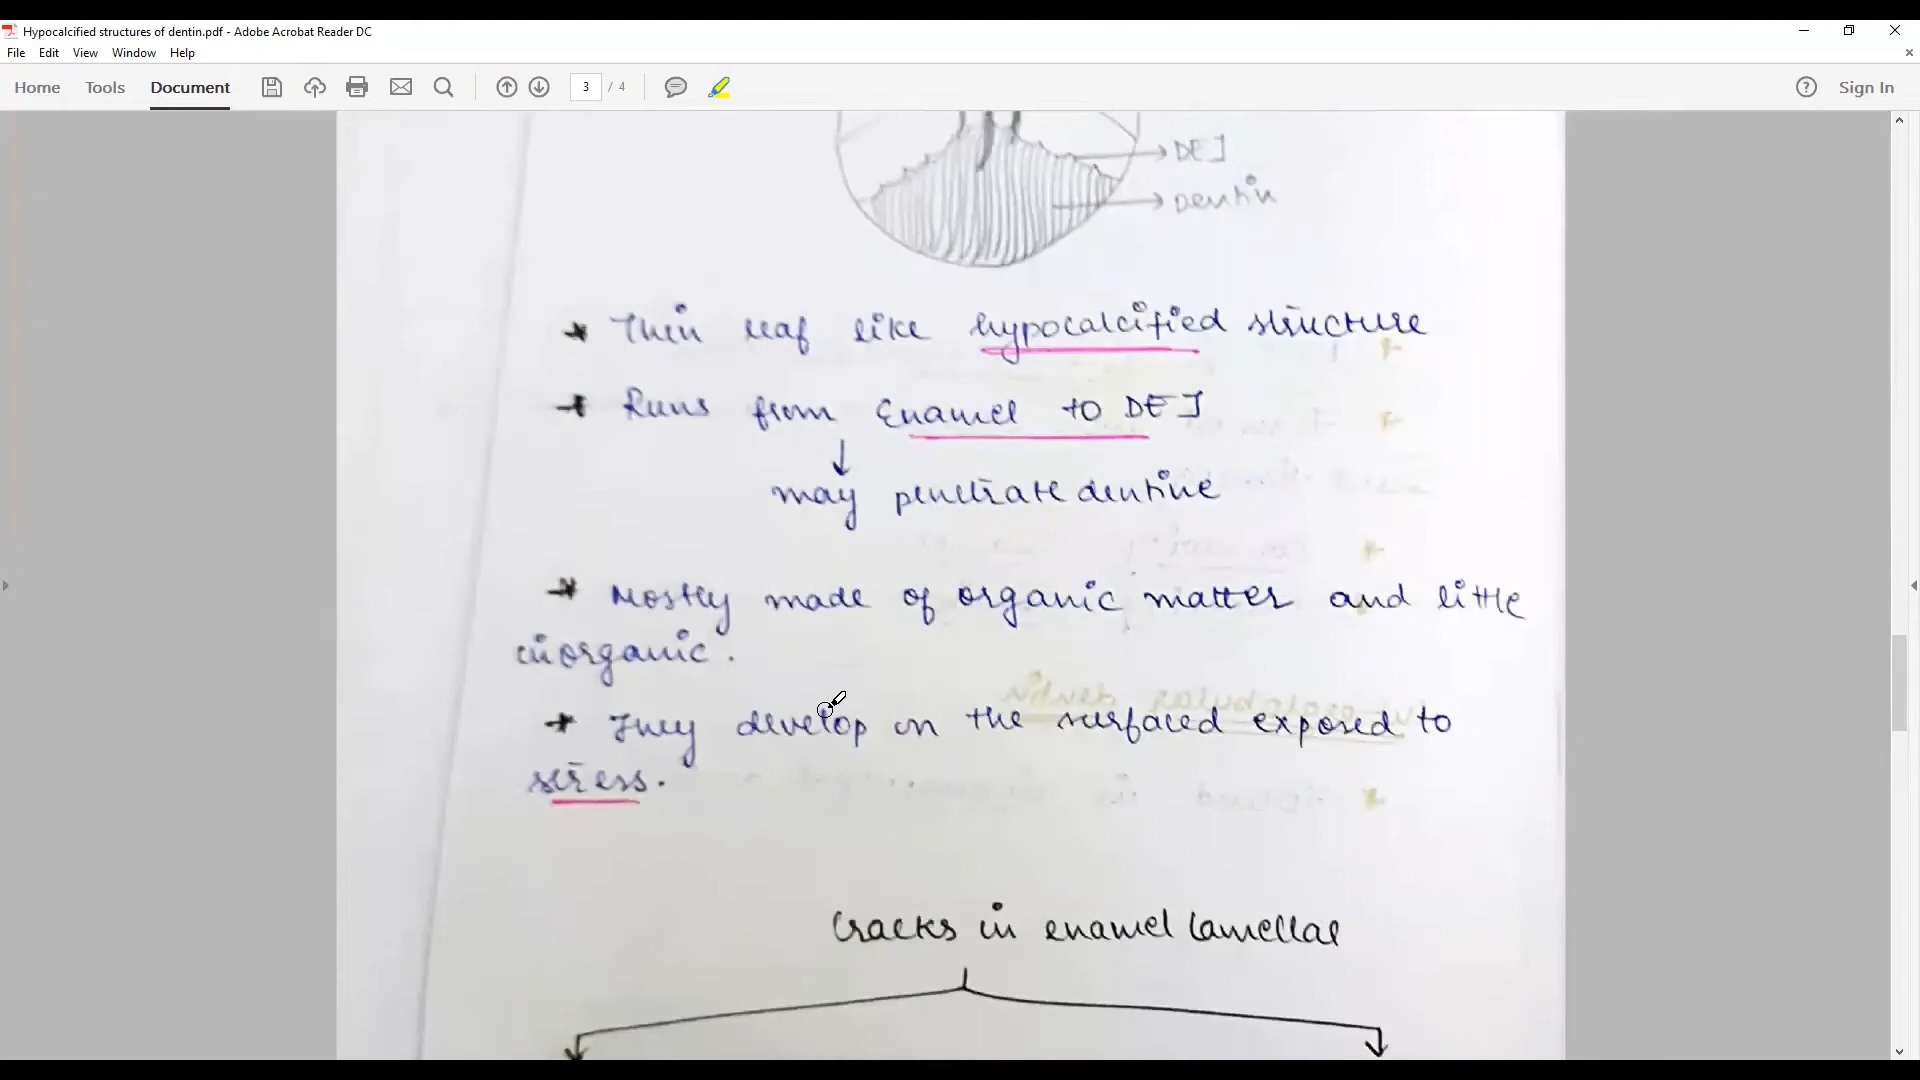 Hypocalcified structures of dentin.pdf - Adobe Acrobat Reader DC
File Edit View Window Help
Home Tools Document 3 / 4 Sign In
DEJ
Dentin
Thin leaf like hypocalcified structure
Runs from Enamel to DEJ
↓
may penetrate dentine
Mostly made of organic matter and little
inorganic.
They develop in the surfaced exposed to
stress.
Cracks in enamel lamellae